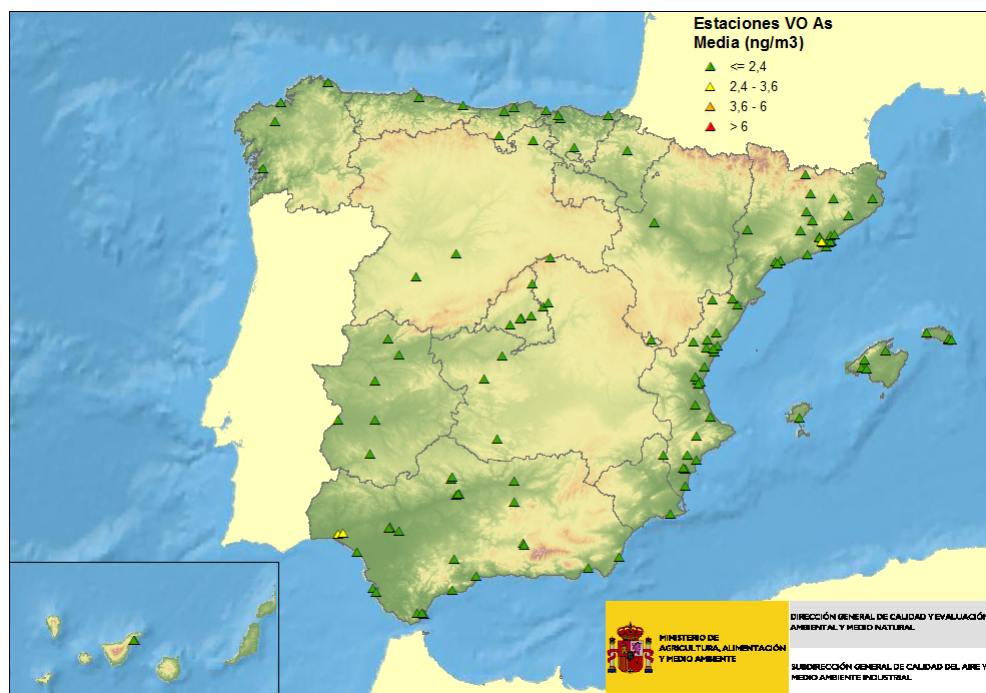 Estaciones VO As
Media (ng/m3)
<= 2,4
2,4 - 3,6
3,6 - 6
> 6
MINISTERIO DE
AGRICULTURA, ALIMENTACIÓN
Y MEDIO AMBIENTE
DIRECCIÓN GENERAL DE CALIDAD Y EVALUACIÓN
AMBIENTAL Y MEDIO NATURAL
SUBDIRECCIÓN GENERAL DE CALIDAD DEL AIRE Y
MEDIO AMBIENTE INDUSTRIAL